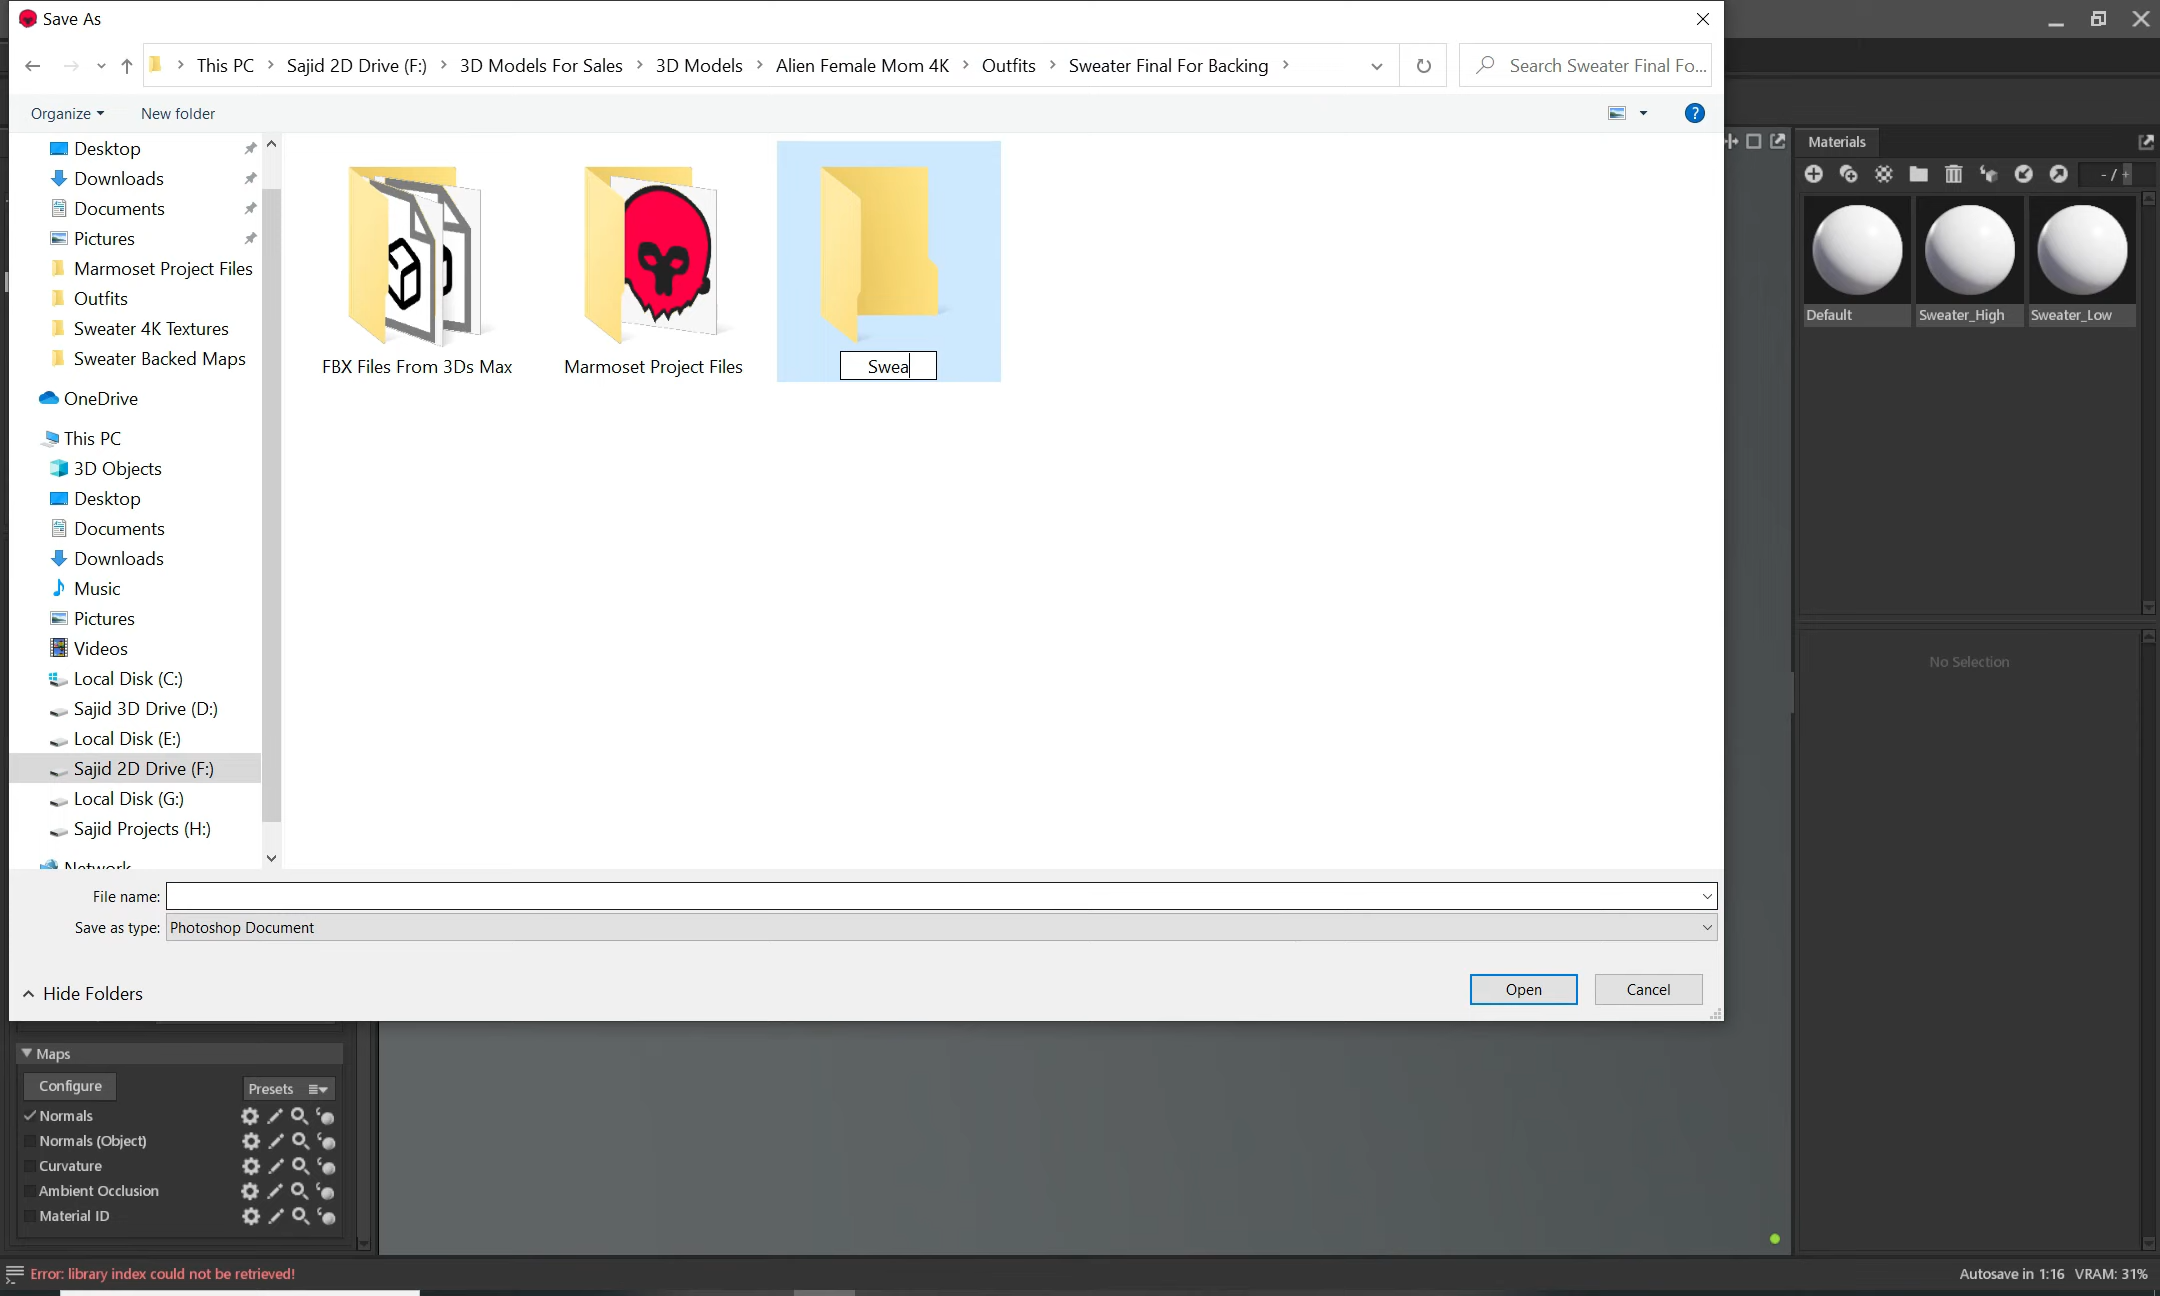 Save As
This PC > Sajid 2D Drive (F:) > 3D Models For Sales > 3D Models > Alien Female Mom 4K > Outfits > Sweater Final For Backing >
Search Sweater Final Fo...
Organize
New folder
?
Desktop
Downloads
Documents
Pictures
Marmoset Project Files
Outfits
Sweater 4K Textures
Sweater Backed Maps
OneDrive
This PC
3D Objects
Desktop
Documents
Downloads
Music
Pictures
Videos
Local Disk (C:)
Sajid 3D Drive (D:)
Local Disk (E:)
Sajid 2D Drive (F:)
Local Disk (G:)
Sajid Projects (H:)
Network
FBX Files From 3Ds Max
Marmoset Project Files
Swea
File name:
Save as type: Photoshop Document
Hide Folders
Open
Cancel
Materials
- / +
Default
Sweater_High
Sweater_Low
No Selection
Maps
Configure
Presets
Normals
Normals (Object)
Curvature
Ambient Occlusion
Material ID
Error: library index could not be retrieved!
Autosave in 1:16 VRAM: 31%